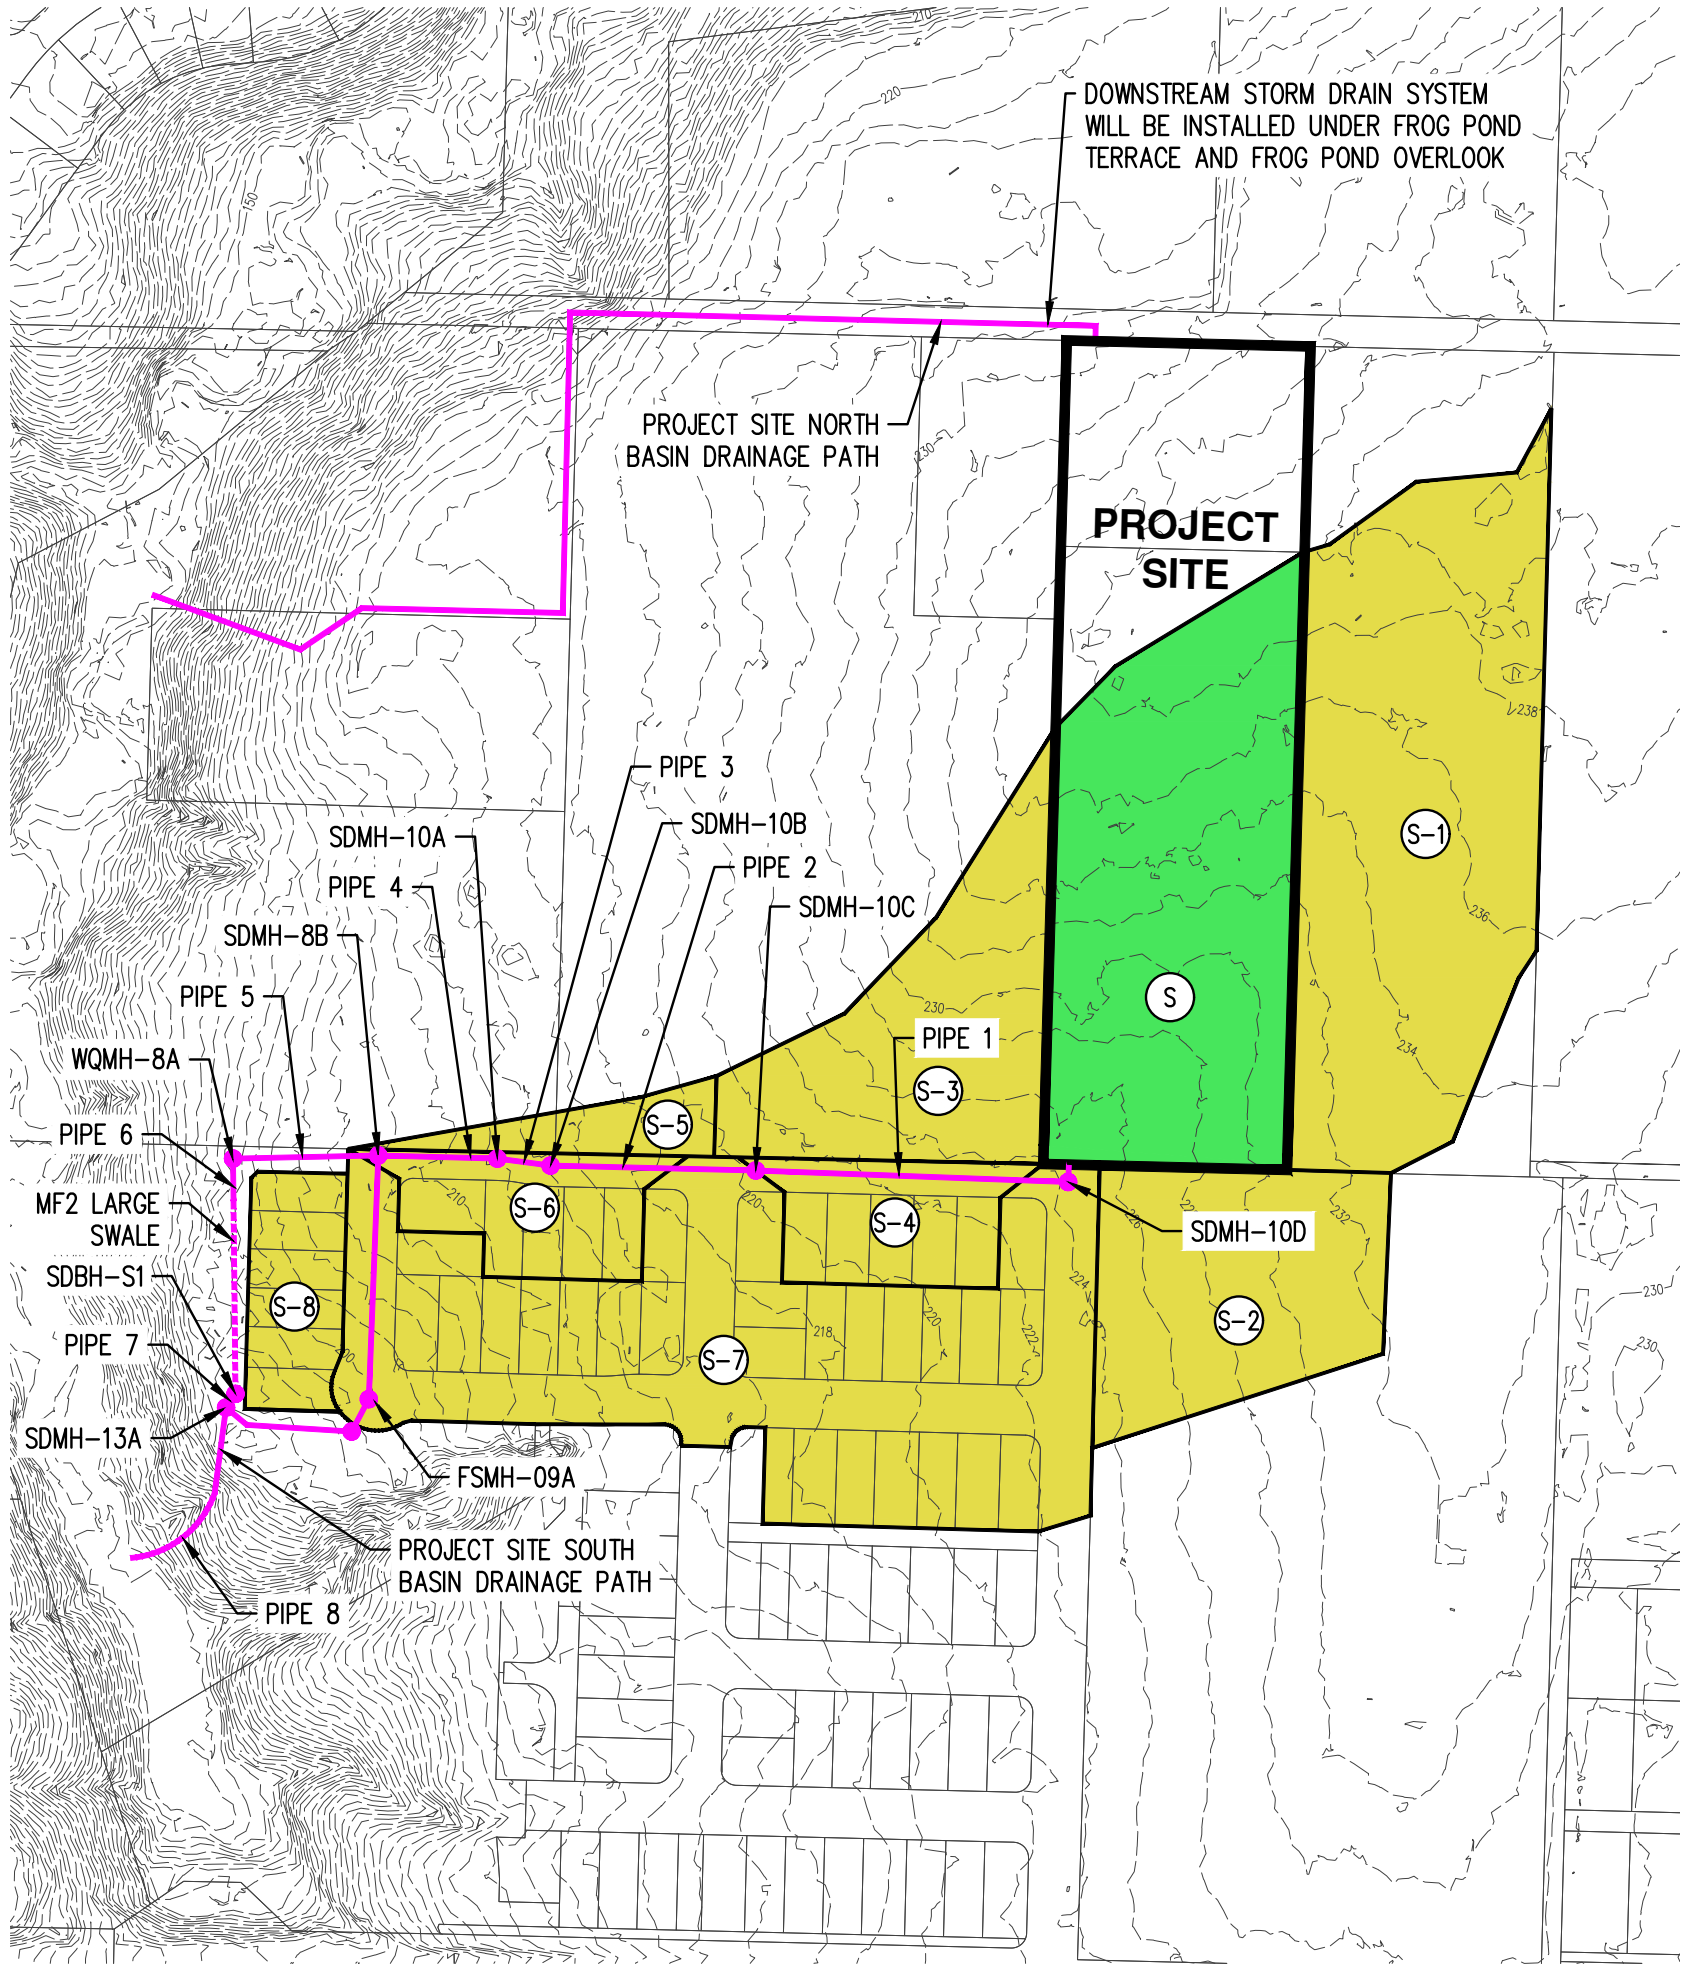 210
220
DOWNSTREAM STORM DRAIN SYSTEM
WILL BE INSTALLED UNDER FROG POND
TERRACE AND FROG POND OVERLOOK
150
PROJECT SITE NORTH
BASIN DRAINAGE PATH
230
PROJECT
SITE
238
PIPE 3
SDMH-10A
SDMH-10B
PIPE 4
PIPE 2
SDMH-10C
S-1
236
SDMH-8B
PIPE 5
S
230
PIPE 1
WQMH-8A
234
S-3
S-5
PIPE 6
MF2 LARGE
SWALE
210
S-6
220
S-4
226
232
SDMH-10D
SDBH-S1
S-8
224
230
PIPE 7
200
S-7
218
220
222
S-2
230
SDMH-13A
FSMH-09A
PROJECT SITE SOUTH
BASIN DRAINAGE PATH
PIPE 8